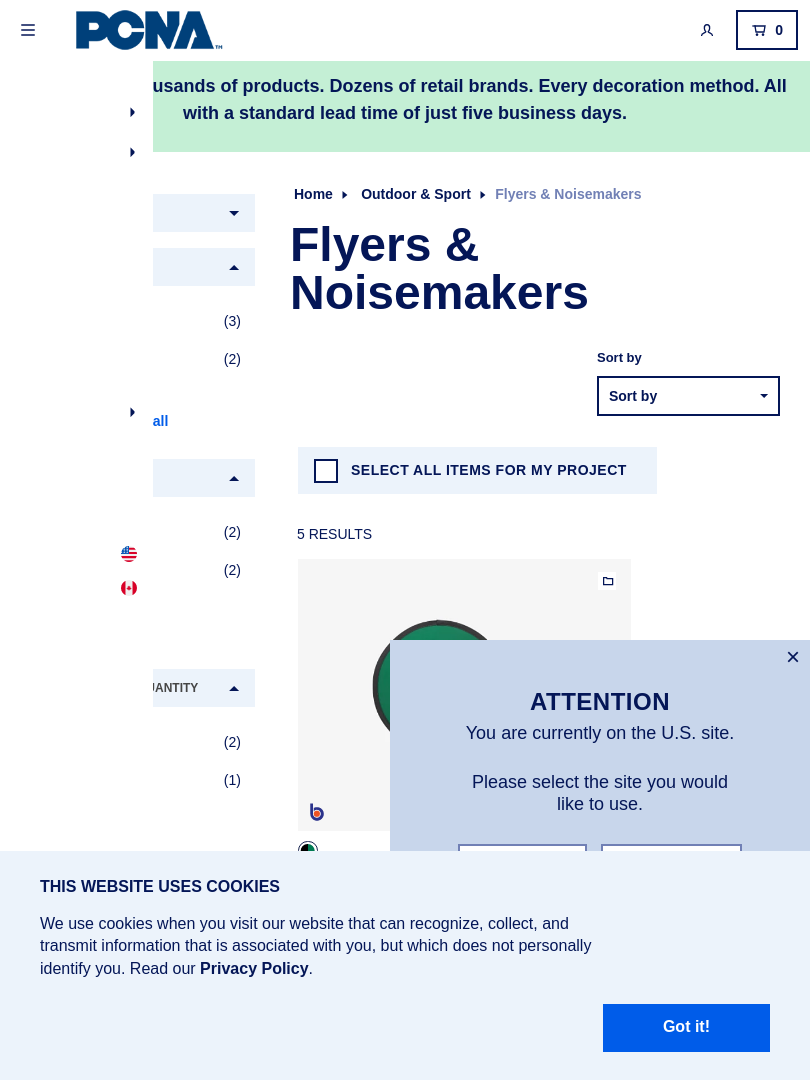 PCNA TM
0
usands of products. Dozens of retail brands. Every decoration method. All
with a standard lead time of just five business days.
Home Outdoor & Sport Flyers & Noisemakers
Flyers &
Noisemakers
(3)
(2)
all
(2)
(2)
UANTITY
(2)
(1)
Sort by
Sort by
SELECT ALL ITEMS FOR MY PROJECT
5 RESULTS
b
×
ATTENTION
You are currently on the U.S. site.
Please select the site you would
like to use.
THIS WEBSITE USES COOKIES
We use cookies when you visit our website that can recognize, collect, and
transmit information that is associated with you, but which does not personally
identify you. Read our Privacy Policy.
Got it!